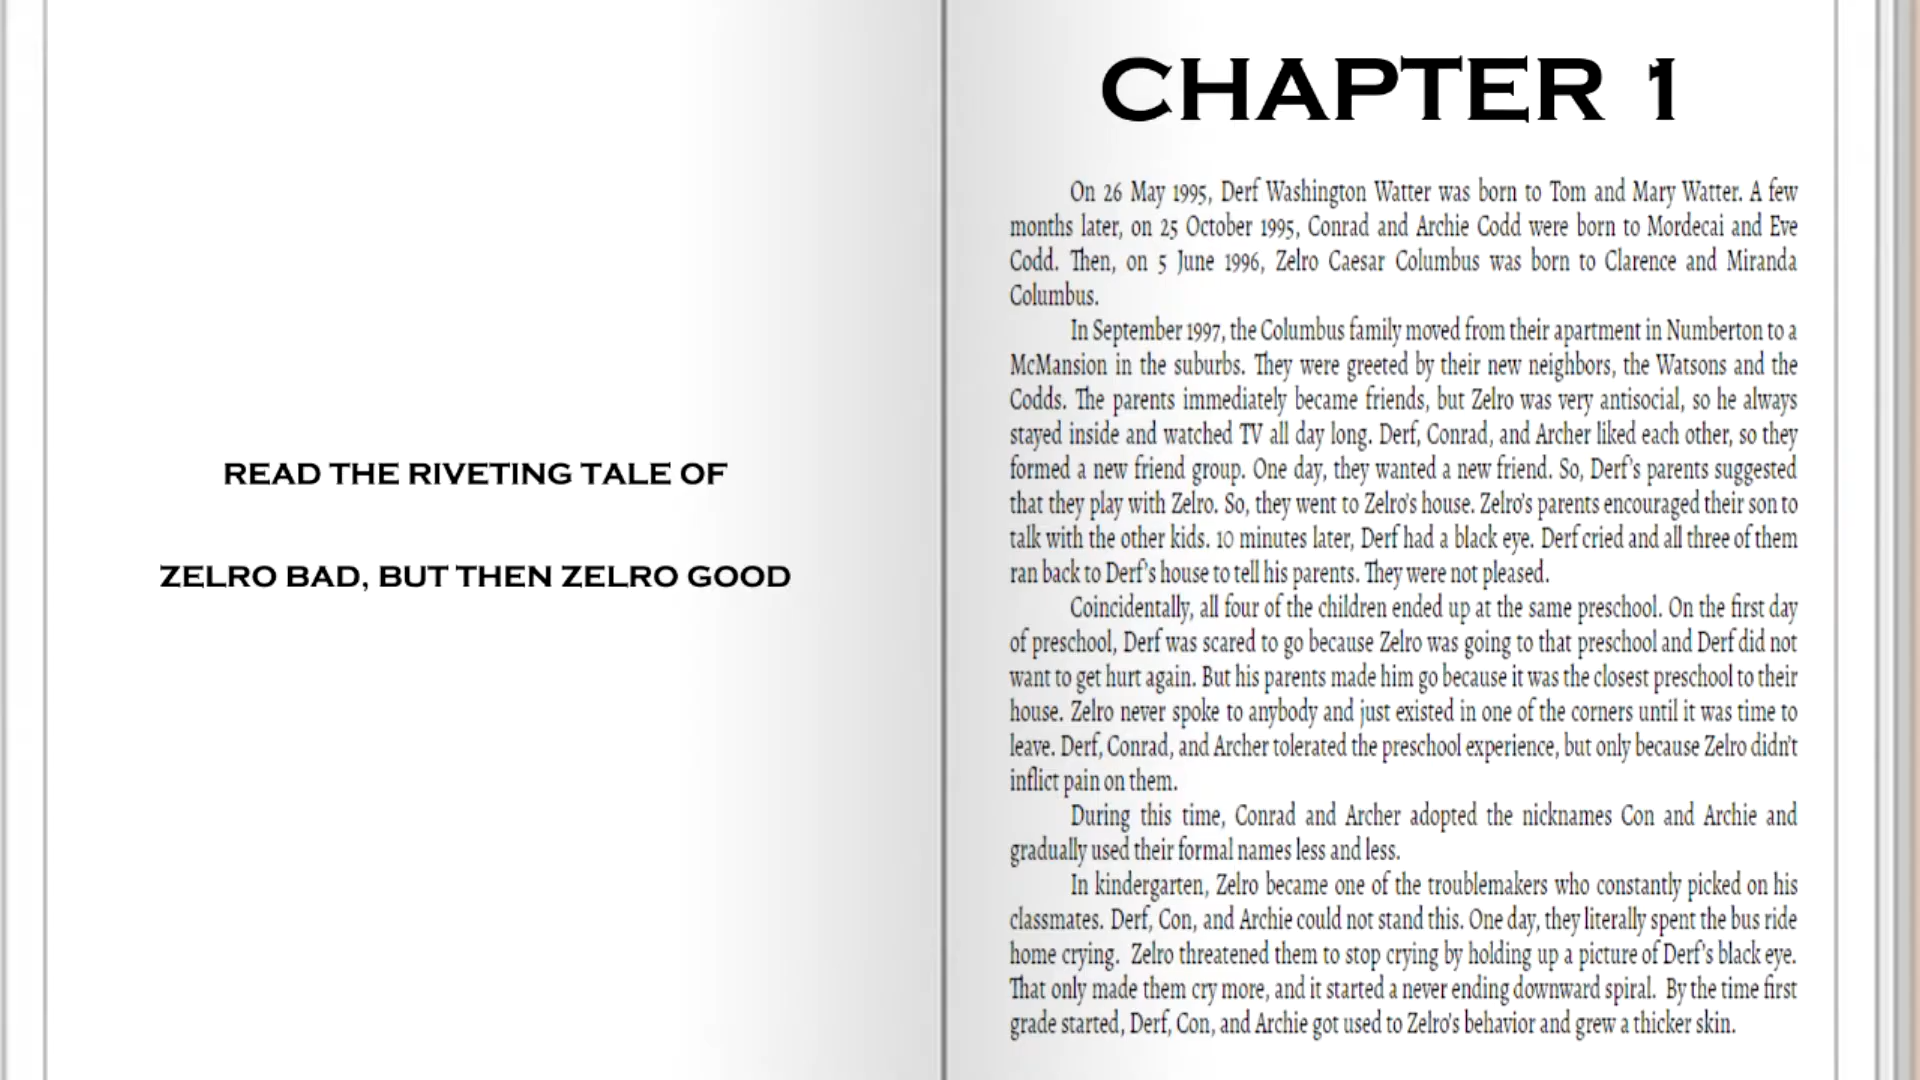 READ THE RIVETING TALE OF
ZELRO BAD, BUT THEN ZELRO GOOD
CHAPTER 1
On 26 May 1995, Derf Washington Watter was born to Tom and Mary Watter. A few
months later, on 25 October 1995, Conrad and Archie Codd were born to Mordecai and Eve
Codd. Then, on 5 June 1996, Zelro Caesar Columbus was born to Clarence and Miranda
Columbus.
In September 1997, the Columbus family moved from their apartment in Numberton to a
McMansion in the suburbs. They were greeted by their new neighbors, the Watsons and the
Codds. The parents immediately became friends, but Zelro was very antisocial, so he always
stayed inside and watched TV all day long. Derf, Conrad, and Archer liked each other, so they
formed a new friend group. One day, they wanted a new friend. So, Derf's parents suggested
that they play with Zelro. So, they went to Zelro's house. Zelro's parents encouraged their son to
talk with the other kids. 10 minutes later, Derf had a black eye. Derf cried and all three of them
ran back to Derf's house to tell his parents. They were not pleased.
Coincidentally, all four of the children ended up at the same preschool. On the first day
of preschool, Derf was scared to go because Zelro was going to that preschool and Derf did not
want to get hurt again. But his parents made him go because it was the closest preschool to their
house. Zelro never spoke to anybody and just existed in one of the corners until it was time to
leave. Derf, Conrad, and Archer tolerated the preschool experience, but only because Zelro didn't
inflict pain on them.
During this time, Conrad and Archer adopted the nicknames Con and Archie and
gradually used their formal names less and less.
In kindergarten, Zelro became one of the troublemakers who constantly picked on his
classmates. Derf, Con, and Archie could not stand this. One day, they literally spent the bus ride
home crying.  Zelro threatened them to stop crying by holding up a picture of Derf's black eye.
That only made them cry more, and it started a never ending downward spiral.  By the time first
grade started, Derf, Con, and Archie got used to Zelro's behavior and grew a thicker skin.